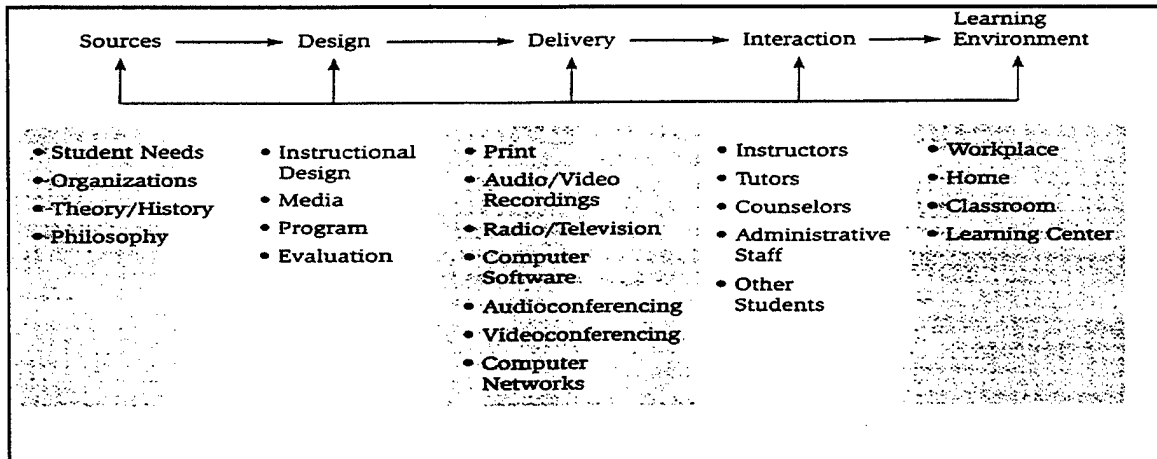 Sources Design Delivery Interaction Learning Environment
• Student Needs
• Organizations
• Theory/History
• Philosophy
• Instructional
Design
• Media
• Program
• Evaluation
• Print
• Audio/Video
Recordings
• Radio/Television
• Computer
Software
• Audioconferencing
• Videoconferencing
• Computer
Networks
• Instructors
• Tutors
• Counselors
• Administrative
Staff
• Other
Students
• Workplace
• Home
• Classroom
• Learning Center